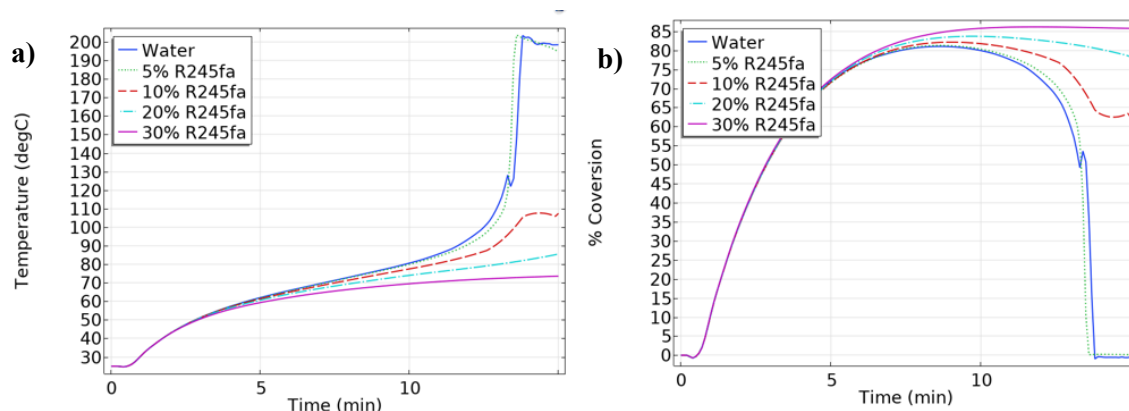 a)
Temperature (degC)
200
190
180
170
160
150
140
130
120
110
100
90
80
70
60
50
40
30
Water
5% R245fa
10% R245fa
20% R245fa
30% R245fa
0
5
10
Time (min)
b)
% Coversion
85
80
75
70
65
60
55
50
45
40
35
30
25
20
15
10
5
0
Water
5% R245fa
10% R245fa
20% R245fa
30% R245fa
0
5
10
Time (min)